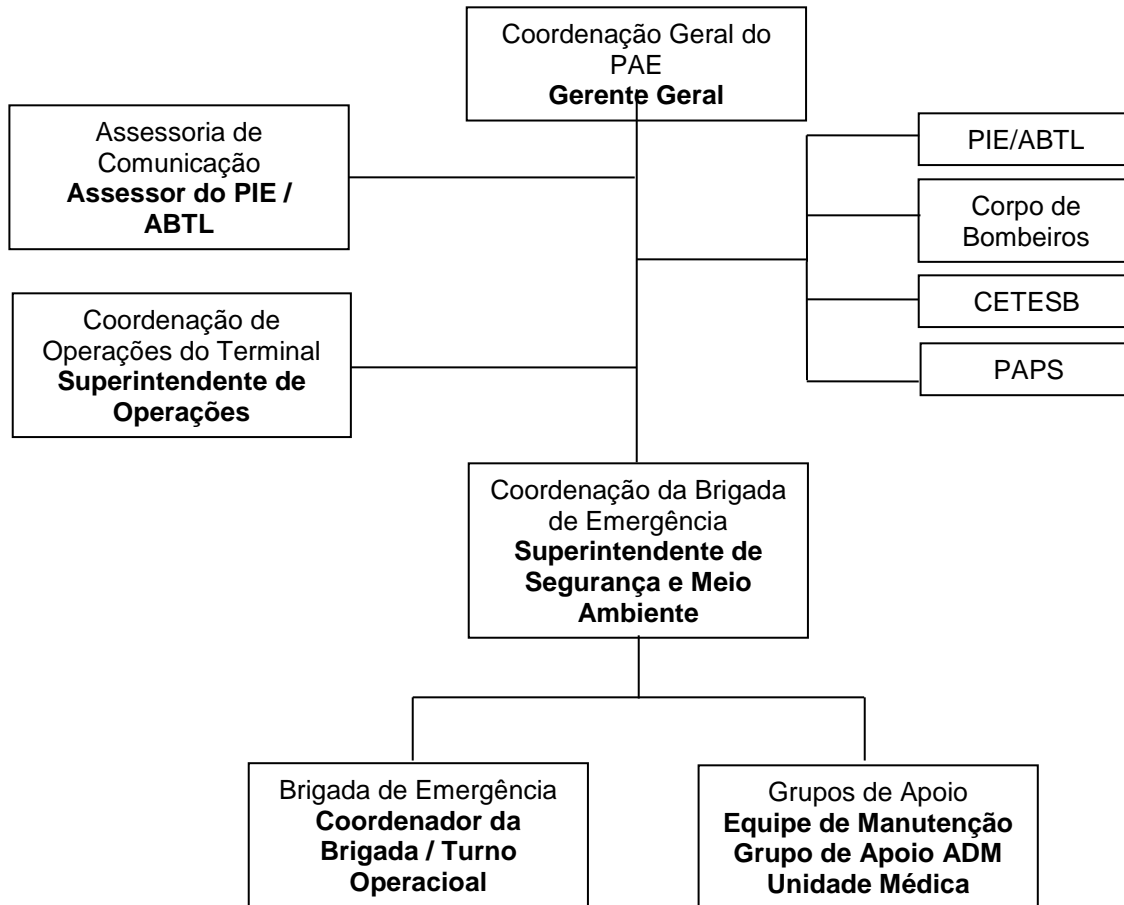 Coordenação Geral do
PAE
Gerente Geral
Assessoria de
Comunicação
Assessor do PIE /
ABTL
PIE/ABTL
Corpo de
Bombeiros
CETESB
PAPS
Coordenação de
Operações do Terminal
Superintendente de
Operações
Coordenação da Brigada
de Emergência
Superintendente de
Segurança e Meio
Ambiente
Brigada de Emergência
Coordenador da
Brigada / Turno
Operacioal
Grupos de Apoio
Equipe de Manutenção
Grupo de Apoio ADM
Unidade Médica